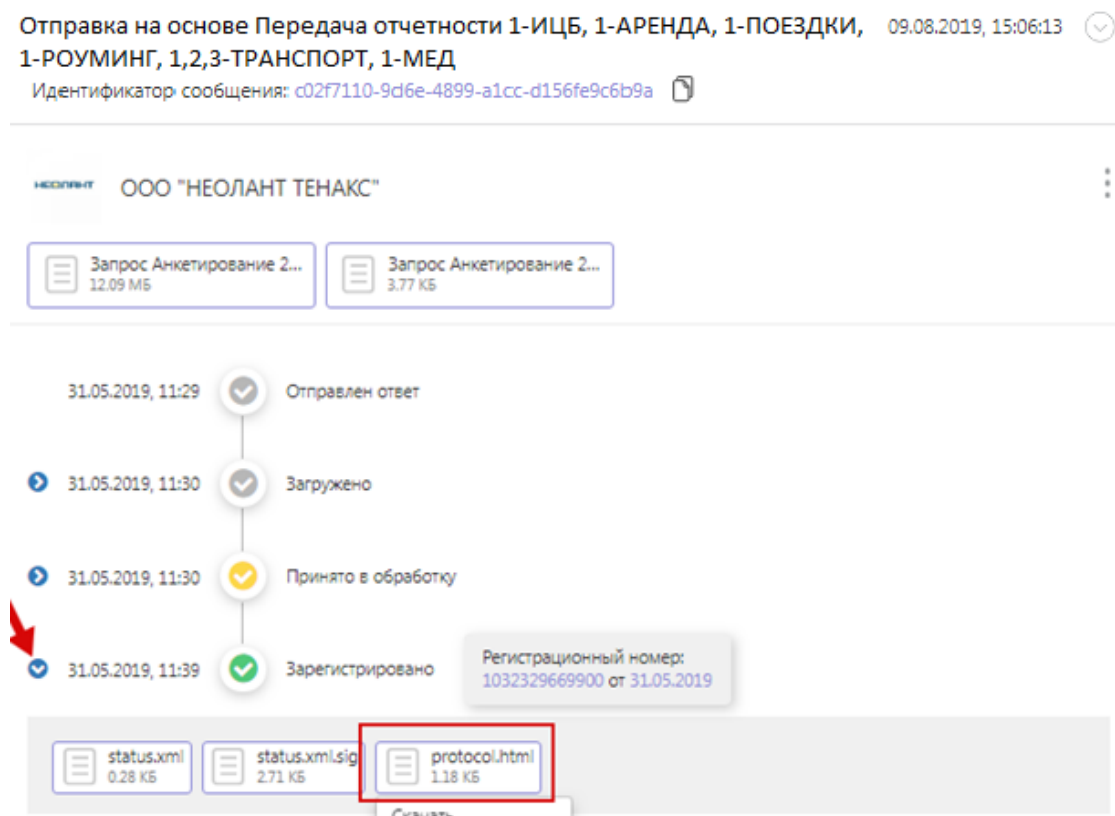 Отправка на основе Передача отчетности 1-ИЦБ, 1-АРЕНДА, 1-ПОЕЗДКИ, 09.08.2019, 15:06:13
1-РОУМИНГ, 1,2,3-ТРАНСПОРТ, 1-МЕД
Идентификатор сообщения: c02f7110-9d6e-4899-a1cc-d156fe9c6b9a
НЕОЛАНТ ООО "НЕОЛАНТ ТЕНАКС"
Запрос Анкетирование 2... Запрос Анкетирование 2...
12.09 МБ 3.77 КБ
31.05.2019, 11:29 Отправлен ответ
31.05.2019, 11:30 Загружено
31.05.2019, 11:30 Принято в обработку
31.05.2019, 11:39 Зарегистрировано
Регистрационный номер:
1032329669900 от 31.05.2019
status.xml status.xml.sig protocol.html
0.28 КБ 2.71 КБ 1.18 КБ
Скачать